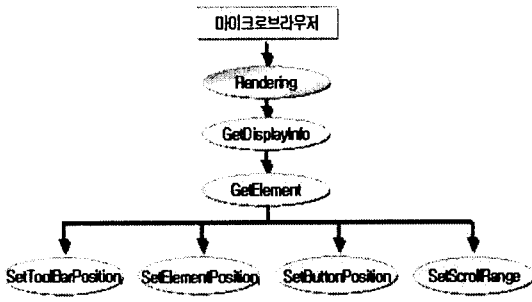 마이크로브라우저
Rendering
GetDisplayInfo
GetElement
SetToolBarPosition
SetElementPosition
SetButtonPosition
SetScrollRange